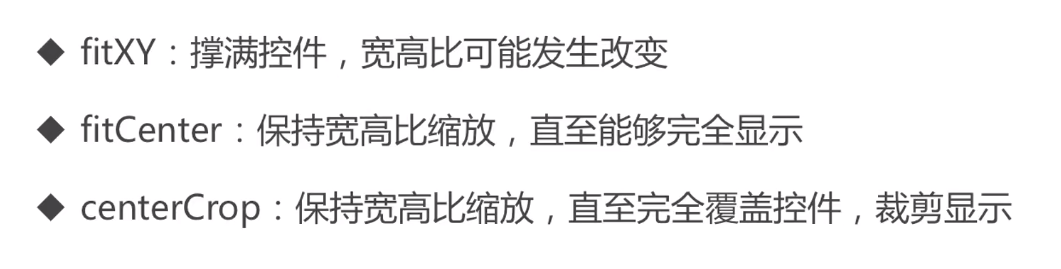 ◆ fitXY：撑满控件，宽高比可能发生改变
◆ fitCenter：保持宽高比缩放，直至能够完全显示
◆ centerCrop：保持宽高比缩放，直至完全覆盖控件，裁剪显示